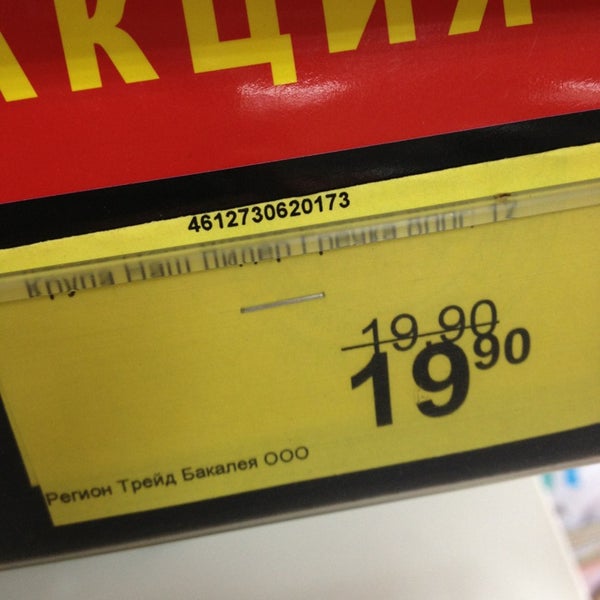 АКЦИЯ
4612730620173
Крупа Наш Лидер Гречка
19,90
19 90
Регион Трейд Бакалея ООО